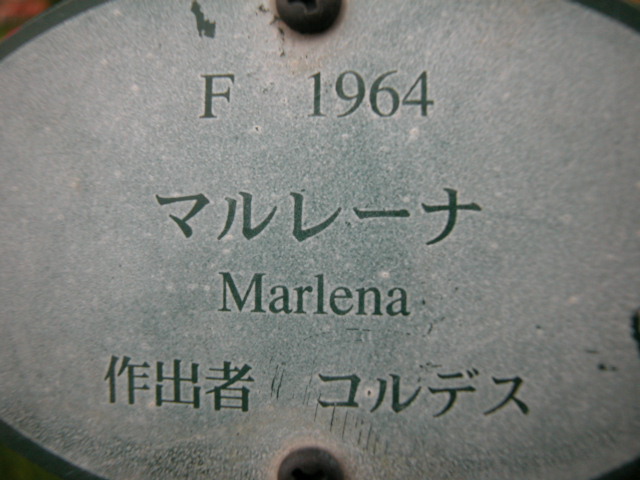 F 1964
マルレーナ
Marlena
作出者 コルデス